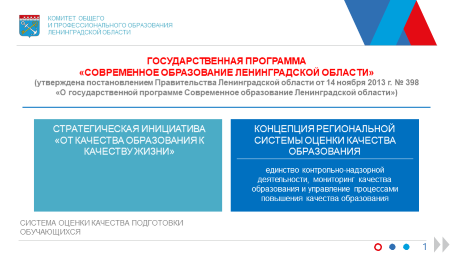 КОМИТЕТ ОБЩЕГО
И ПРОФЕССИОНАЛЬНОГО ОБРАЗОВАНИЯ
ЛЕНИНГРАДСКОЙ ОБЛАСТИ
ГОСУДАРСТВЕННАЯ ПРОГРАММА
«СОВРЕМЕННОЕ ОБРАЗОВАНИЕ ЛЕНИНГРАДСКОЙ ОБЛАСТИ»
(утверждена постановлением Правительства Ленинградской области от 14 ноября 2013 г. № 398
«О государственной программе Современное образование Ленинградской области»)
СТРАТЕГИЧЕСКАЯ ИНИЦИАТИВА
«ОТ КАЧЕСТВА ОБРАЗОВАНИЯ К
КАЧЕСТВУ ЖИЗНИ»
КОНЦЕПЦИЯ РЕГИОНАЛЬНОЙ
СИСТЕМЫ ОЦЕНКИ КАЧЕСТВА
ОБРАЗОВАНИЯ
единство контрольно-надзорной
деятельности, мониторинг качества
образования и управление процессами
повышения качества образования
СИСТЕМА ОЦЕНКИ КАЧЕСТВА ПОДГОТОВКИ
ОБУЧАЮЩИХСЯ
1